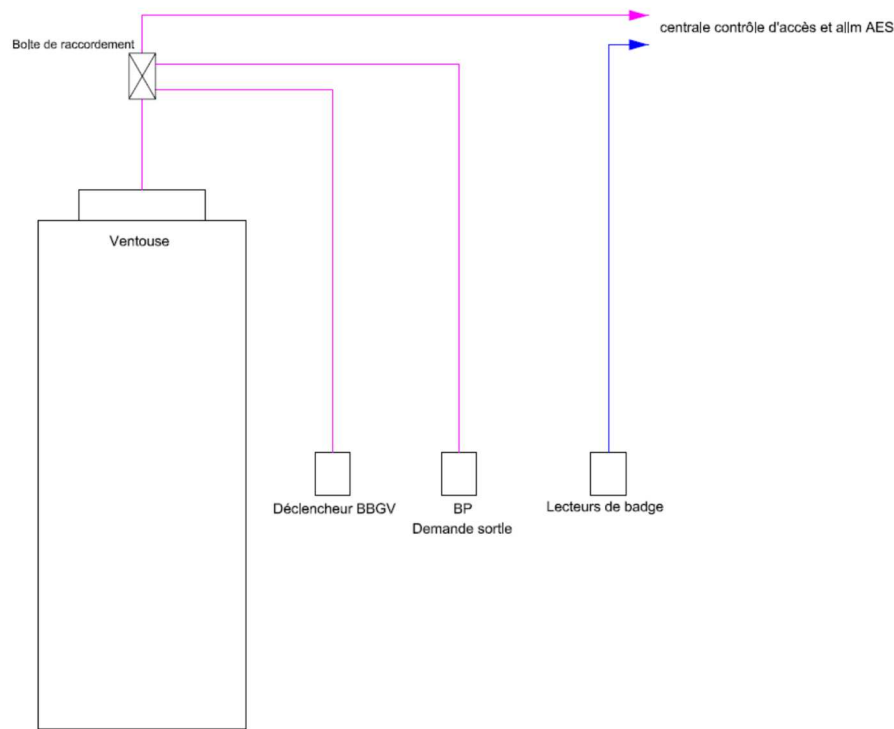 centrale contrôle d'accès et alim AES
Boîte de raccordement
Ventouse
Déclencheur BBGV
BP
Demande sortie
Lecteurs de badge